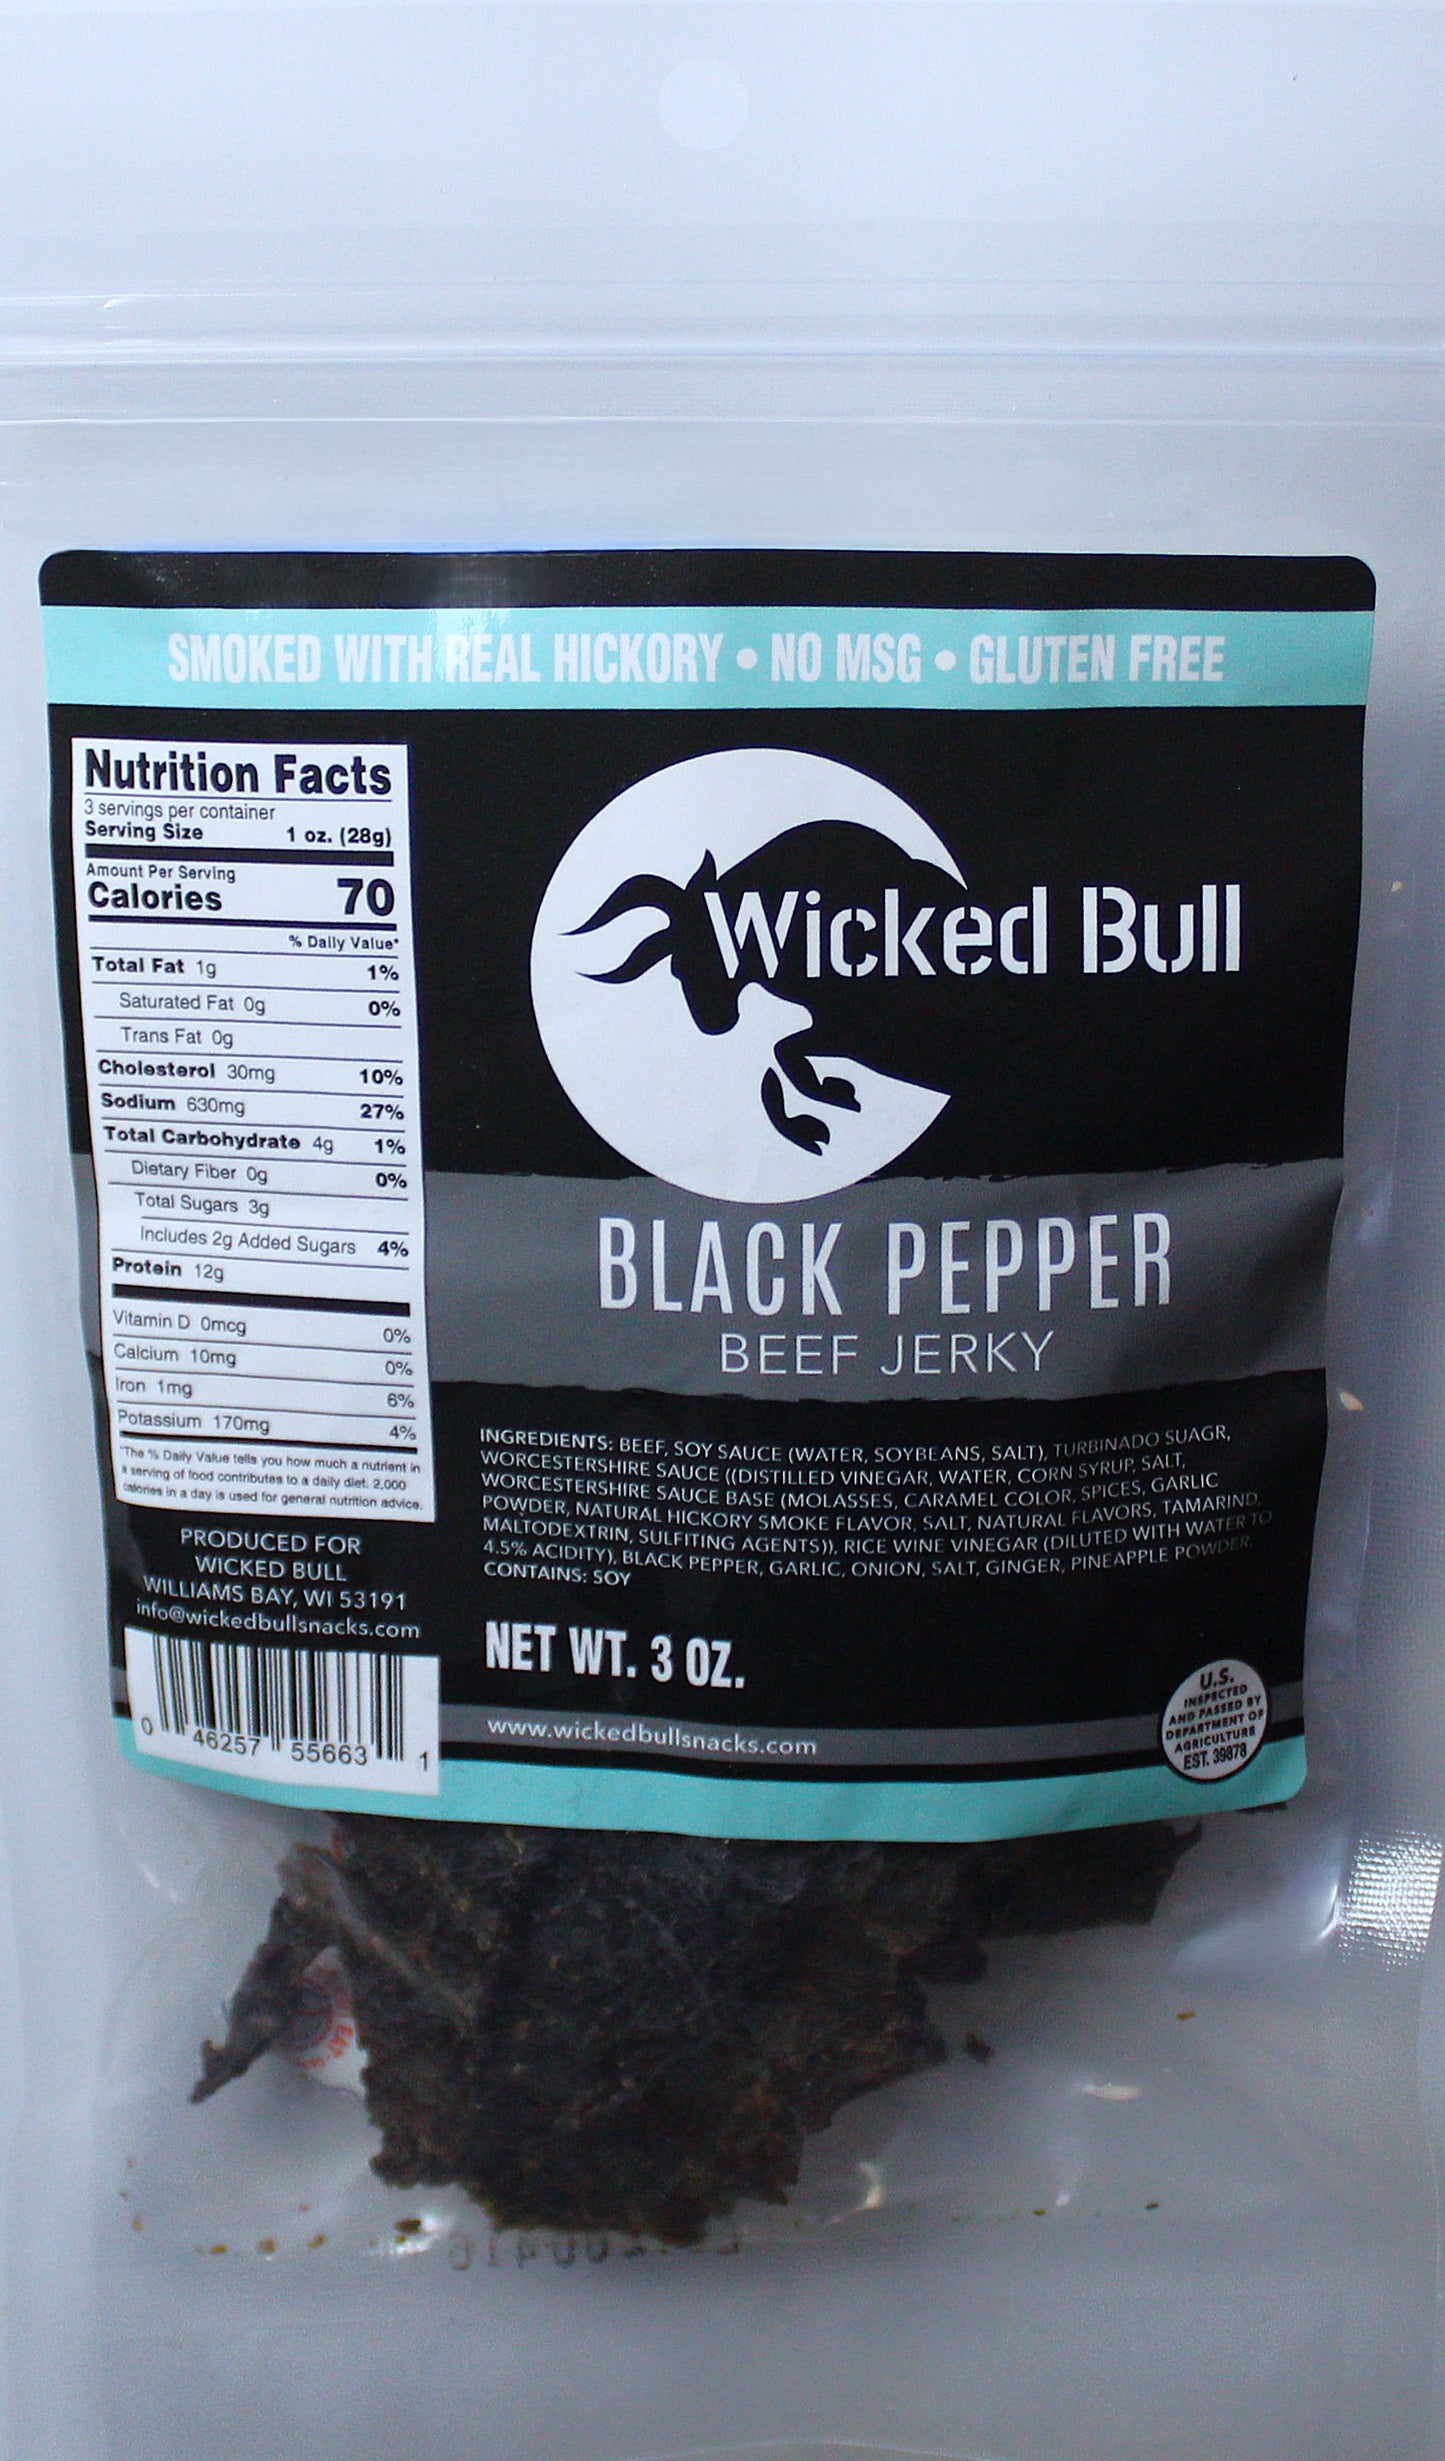 SMOKED WITH REAL HICKORY • NO MSG • GLUTEN FREE
Nutrition Facts
3 servings per container
Serving Size 1 oz. (28g)
Amount Per Serving
Calories 70
% Daily Value*
Total Fat 1g 1%
Saturated Fat 0g 0%
Trans Fat 0g
Cholesterol 30mg 10%
Sodium 630mg 27%
Total Carbohydrate 4g 1%
Dietary Fiber 0g 0%
Total Sugars 3g
Includes 2g Added Sugars 4%
Protein 12g
Vitamin D 0mcg 0%
Calcium 10mg 0%
Iron 1mg 6%
Potassium 170mg 4%
*The % Daily Value tells you how much a nutrient in
a serving of food contributes to a daily diet. 2,000
calories in a day is used for general nutrition advice.
PRODUCED FOR
WICKED BULL
WILLIAMS BAY, WI 53191
info@wickedbullsnacks.com
0 46257 55663 1
Wicked Bull
BLACK PEPPER
BEEF JERKY
INGREDIENTS: BEEF, SOY SAUCE (WATER, SOYBEANS, SALT), TURBINADO SUAGR,
WORCESTERSHIRE SAUCE ((DISTILLED VINEGAR, WATER, CORN SYRUP, SALT,
WORCESTERSHIRE SAUCE BASE (MOLASSES, CARAMEL COLOR, SPICES, GARLIC
POWDER, NATURAL HICKORY SMOKE FLAVOR, SALT, NATURAL FLAVORS, TAMARIND,
MALTODEXTRIN, SULFITING AGENTS)), RICE WINE VINEGAR (DILUTED WITH WATER TO
4.5% ACIDITY), BLACK PEPPER, GARLIC, ONION, SALT, GINGER, PINEAPPLE POWDER.
CONTAINS: SOY
NET WT. 3 OZ.
www.wickedbullsnacks.com
U.S.
INSPECTED
AND PASSED BY
DEPARTMENT OF
AGRICULTURE
EST. 39878